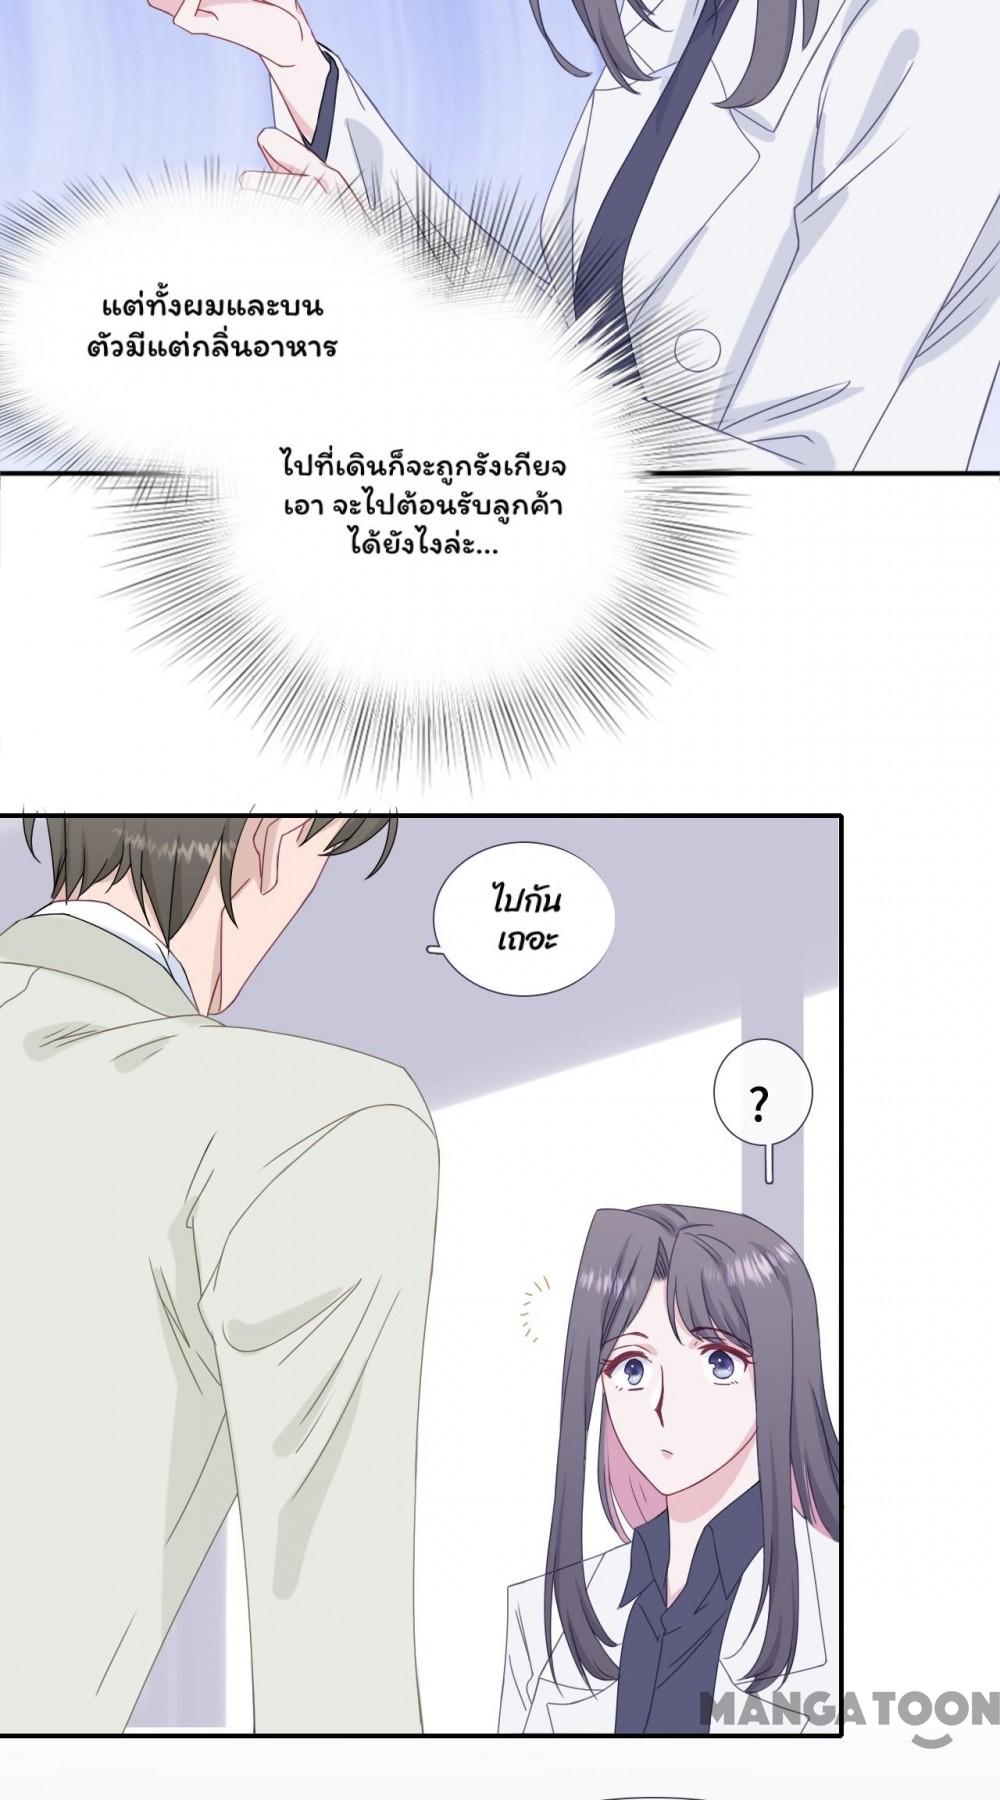 แต่ทั้งผมและบน
ตัวมีแต่กลิ่นอาหาร
ไปที่เดินก็จะถูกรังเกียจ
เอา จะไปต้อนรับลูกค้า
ได้ยังไงล่ะ...
ไปกัน
เถอะ
?
MANGATOON